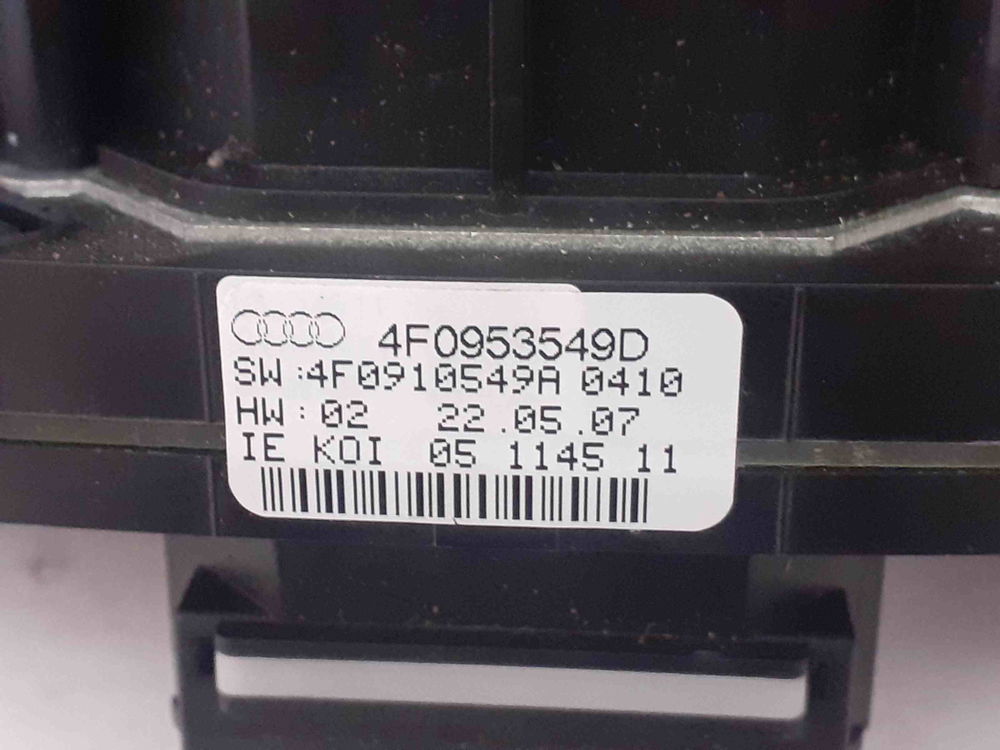 4F0953549D
SW :4F0910549A 0410
HW : 02 22.05.07
IE KOI 05 1145 11